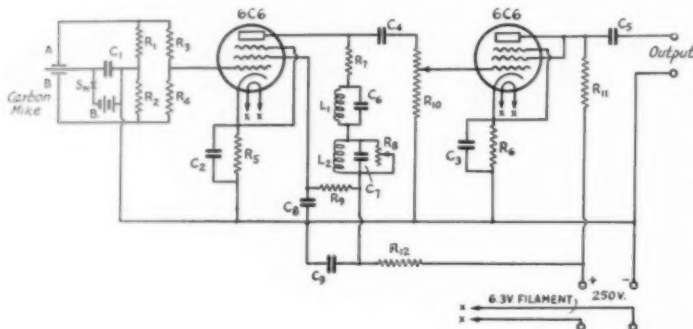 6C6
6C6
C4
C5
A
C1
R1
R3
R7
Output
B
Sw
R2
R4
L1
C6
R10
R11
Carbon
Mike
B
x x
L2
R8
x x
C2
R5
C7
C3
R6
C8
R9
C9
R12
+ -
250V.
x 6.3V FILAMENT
x